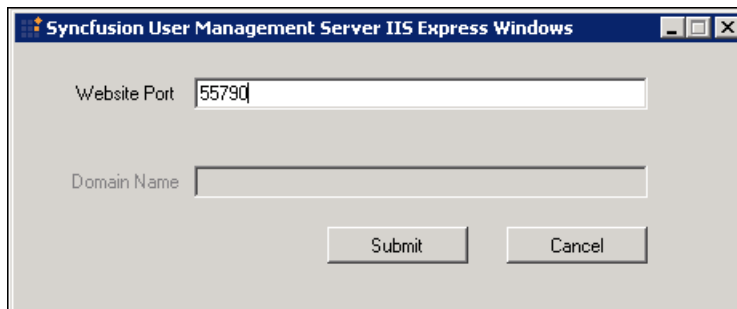 Syncfusion User Management Server IIS Express Windows
Website Port 55790
Domain Name
Submit Cancel